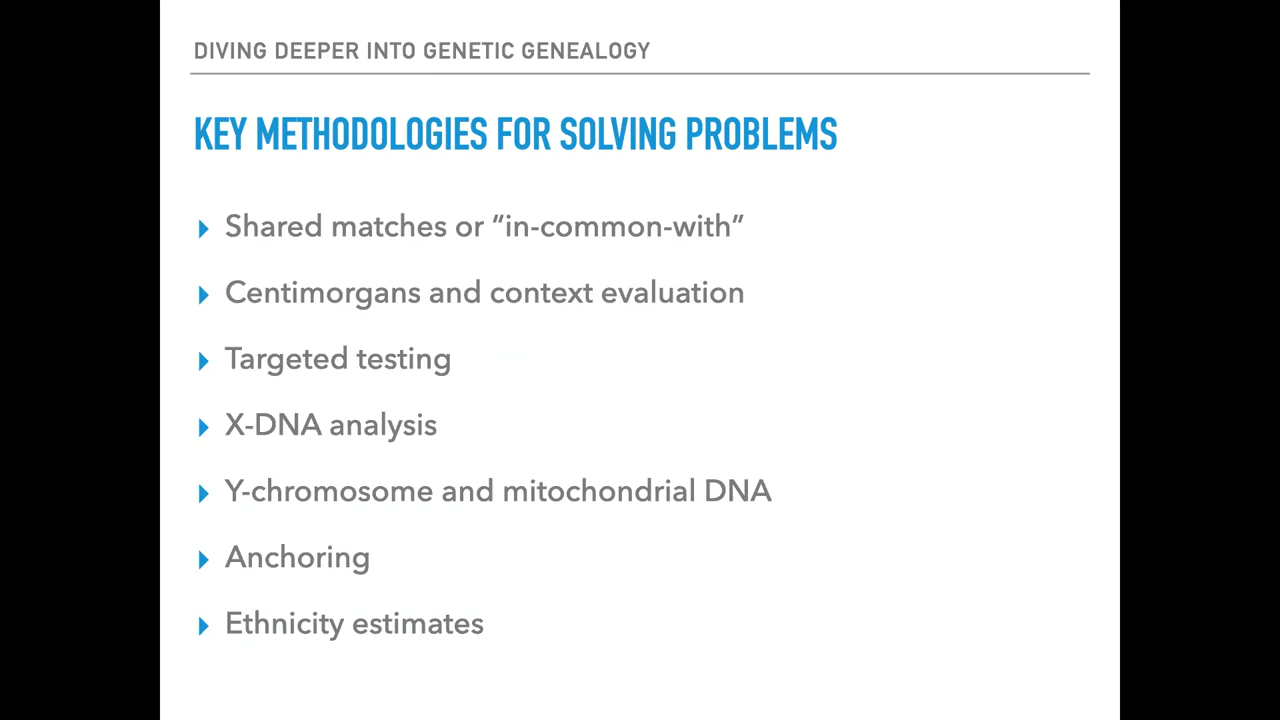 DIVING DEEPER INTO GENETIC GENEALOGY
KEY METHODOLOGIES FOR SOLVING PROBLEMS
Shared matches or “in-common-with”
Centimorgans and context evaluation
Targeted testing
X-DNA analysis
Y-chromosome and mitochondrial DNA
Anchoring
Ethnicity estimates